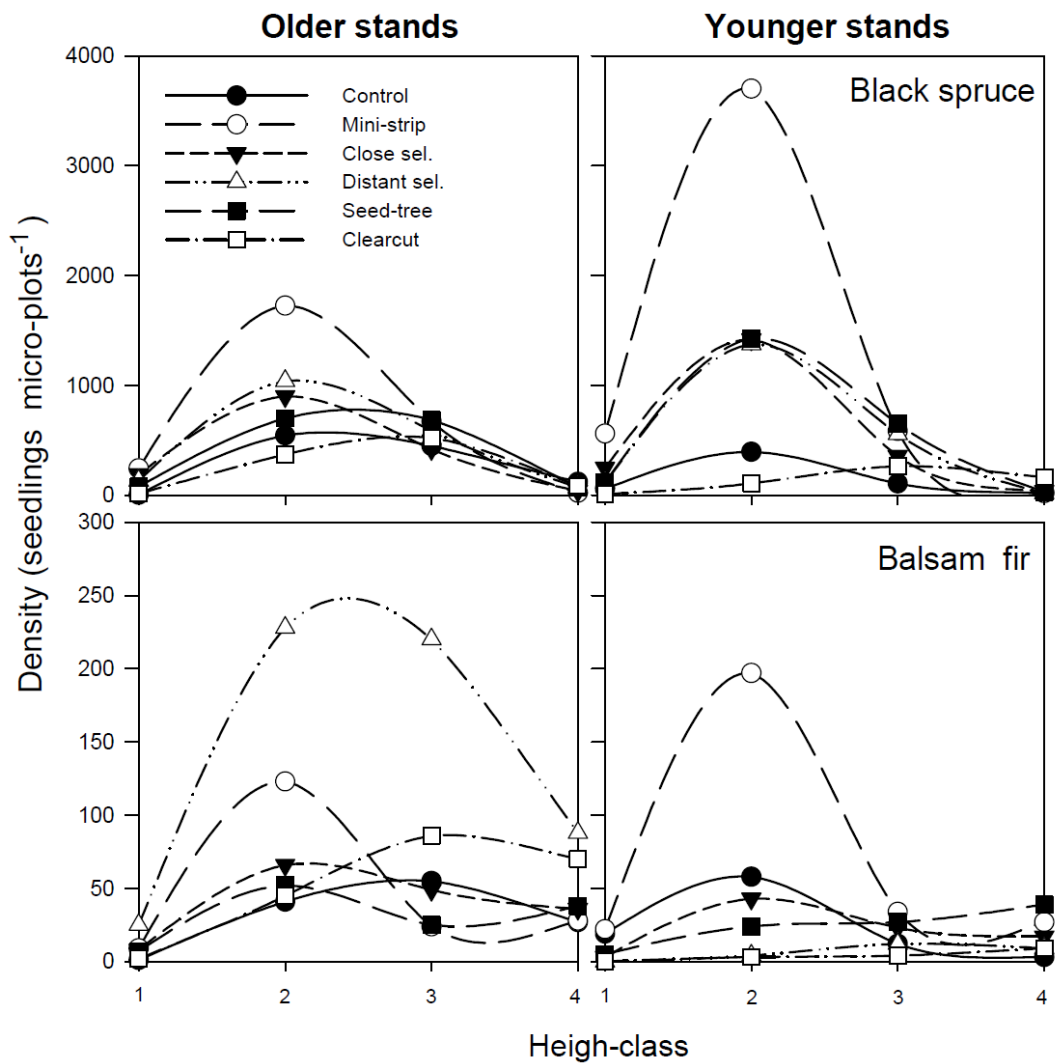 Older stands
Younger stands
Density (seedlings micro-plots-1 )
4000
3000
2000
1000
0
Control
Mini-strip
Close sel.
Distant sel.
Seed-tree
Clearcut
Black spruce
300
250
200
150
100
50
0
Balsam fir
1 2 3 4
1 2 3 4
Heigh-class